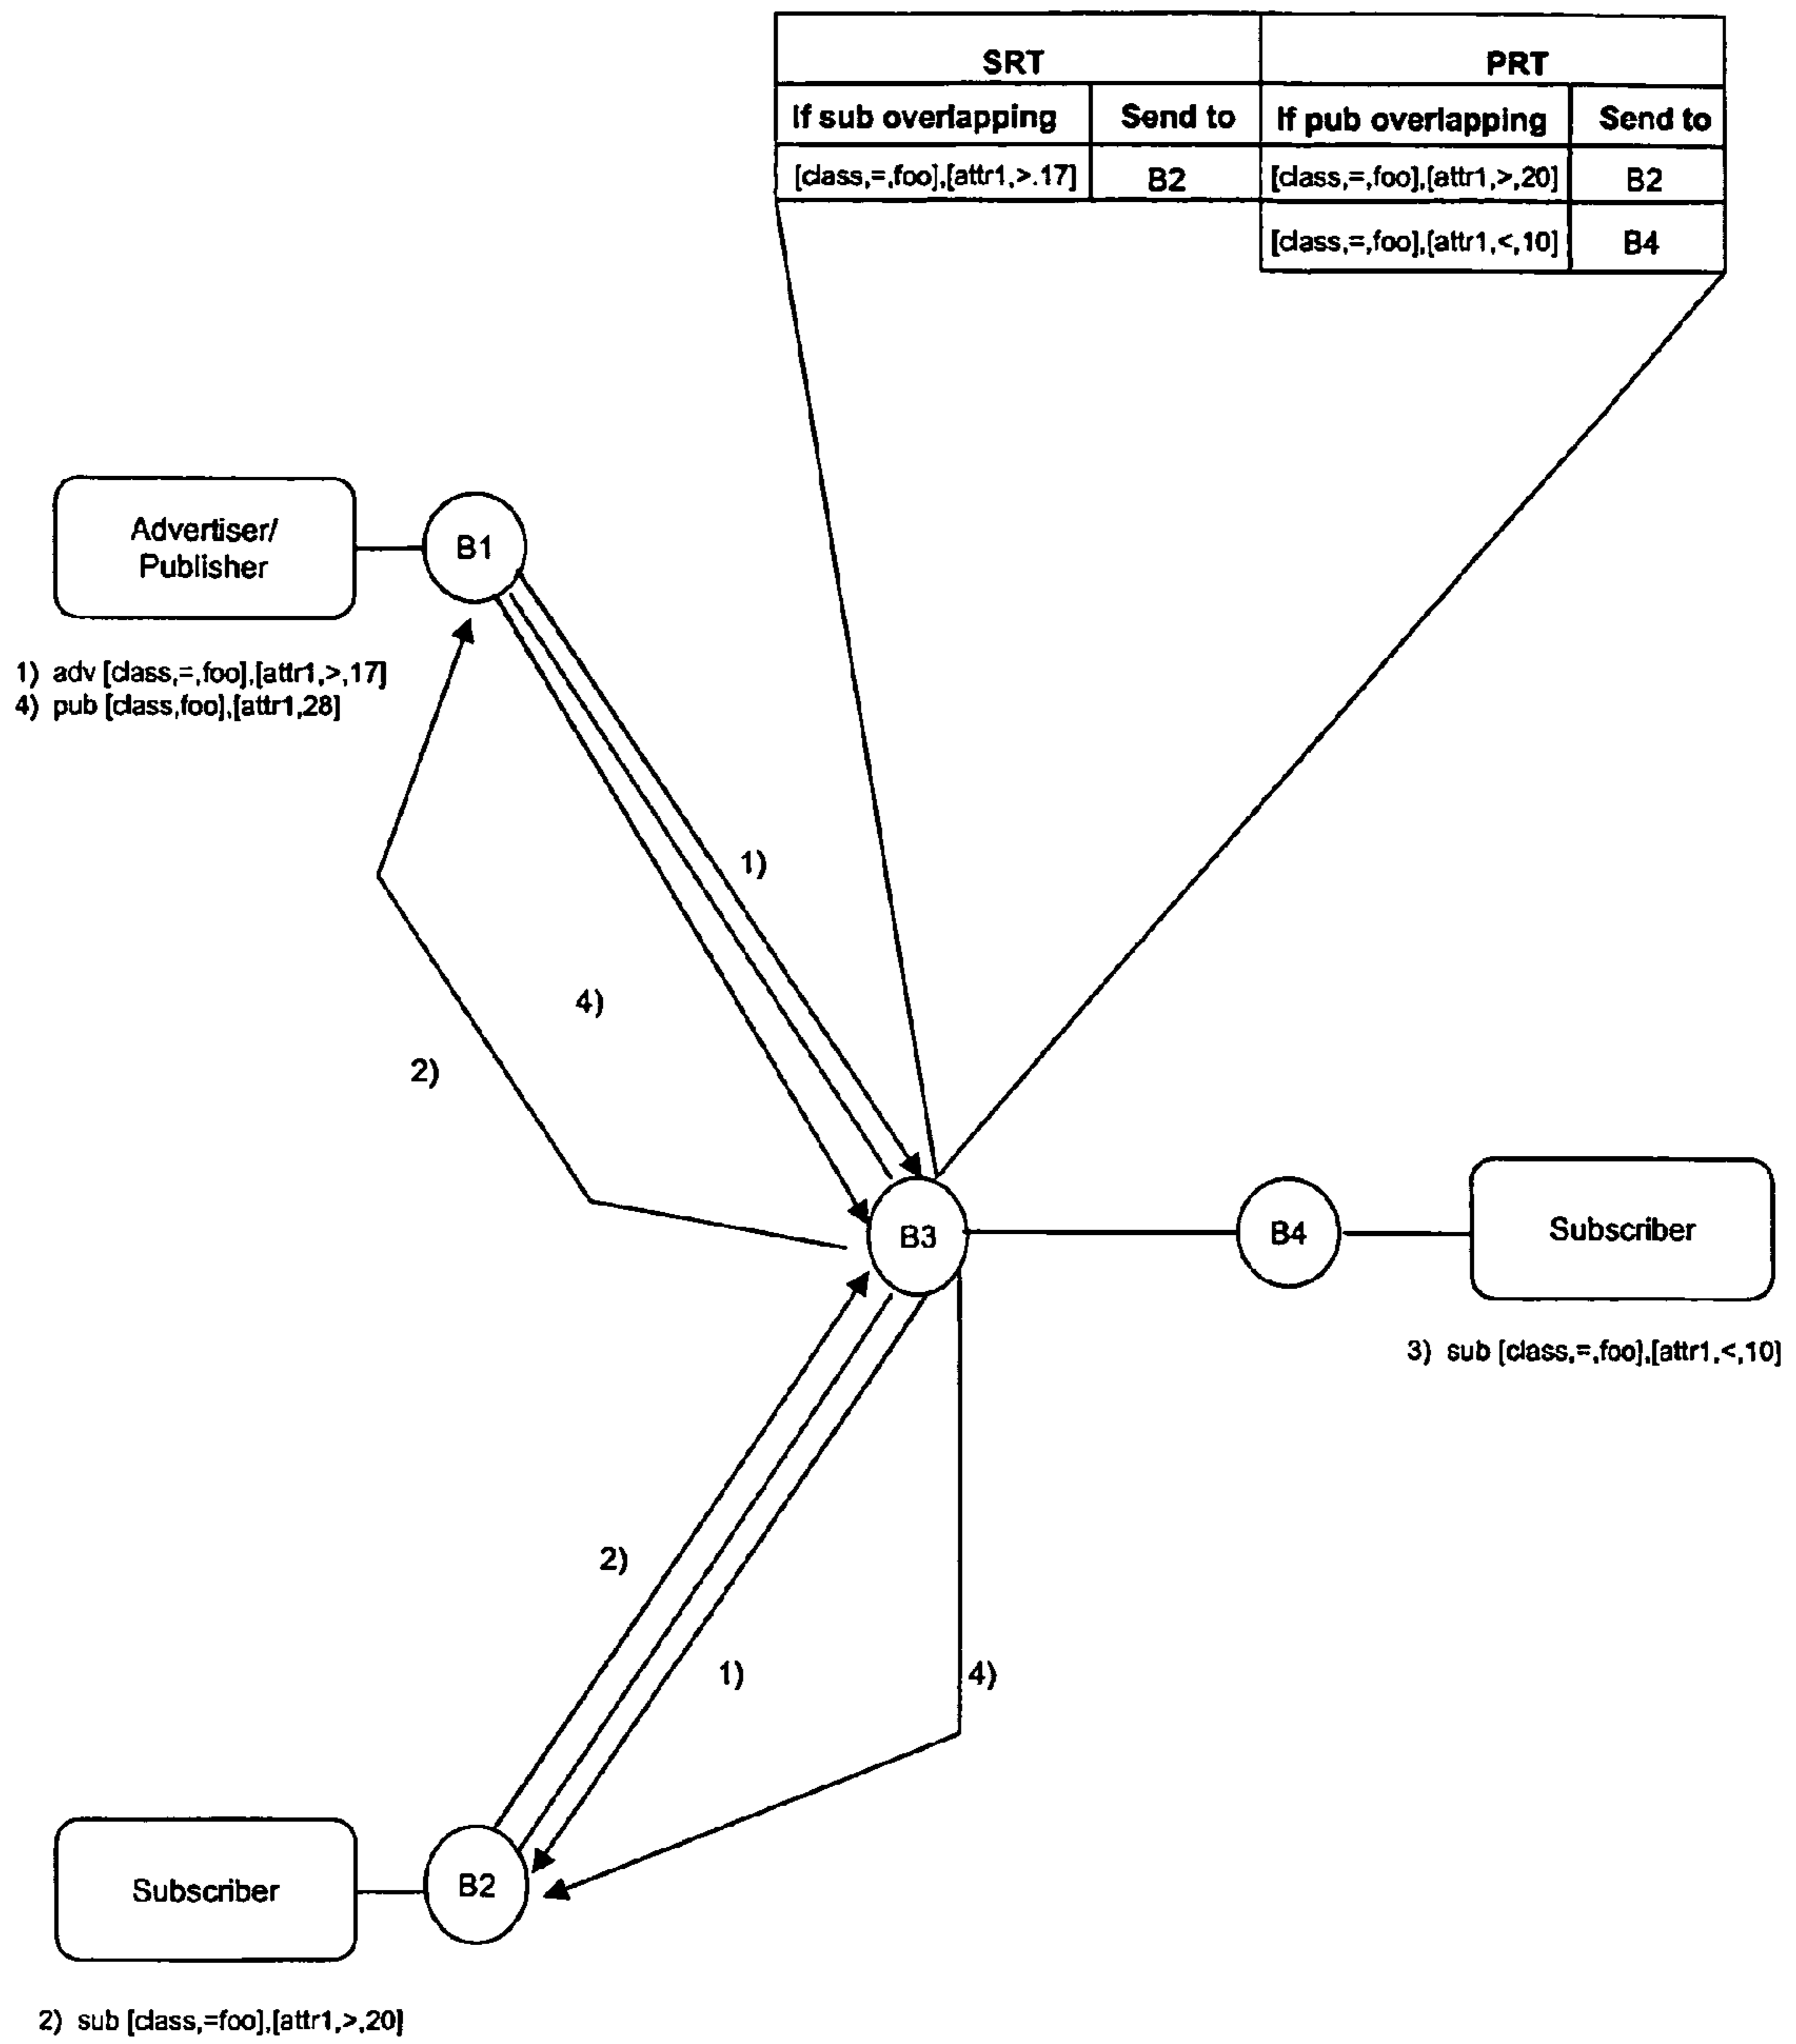 SRT PRT
If sub overlapping Send to If pub overlapping Send to
[class,=,foo],[attr1,>.17] B2 [class,=,foo],[attr1,>,20] B2
[class,=,foo],[attr1,<,10] B4
Advertiser/
Publisher
B1
1) adv [class,=,foo],[attr1,>,17]
4) pub [class,foo],[attr1,28]
1)
4)
2)
B3
B4
Subscriber
3) sub [class,=,foo],[attr1,<,10]
2)
1)
4)
Subscriber
B2
2) sub [class,=foo],[attr1,>,20]